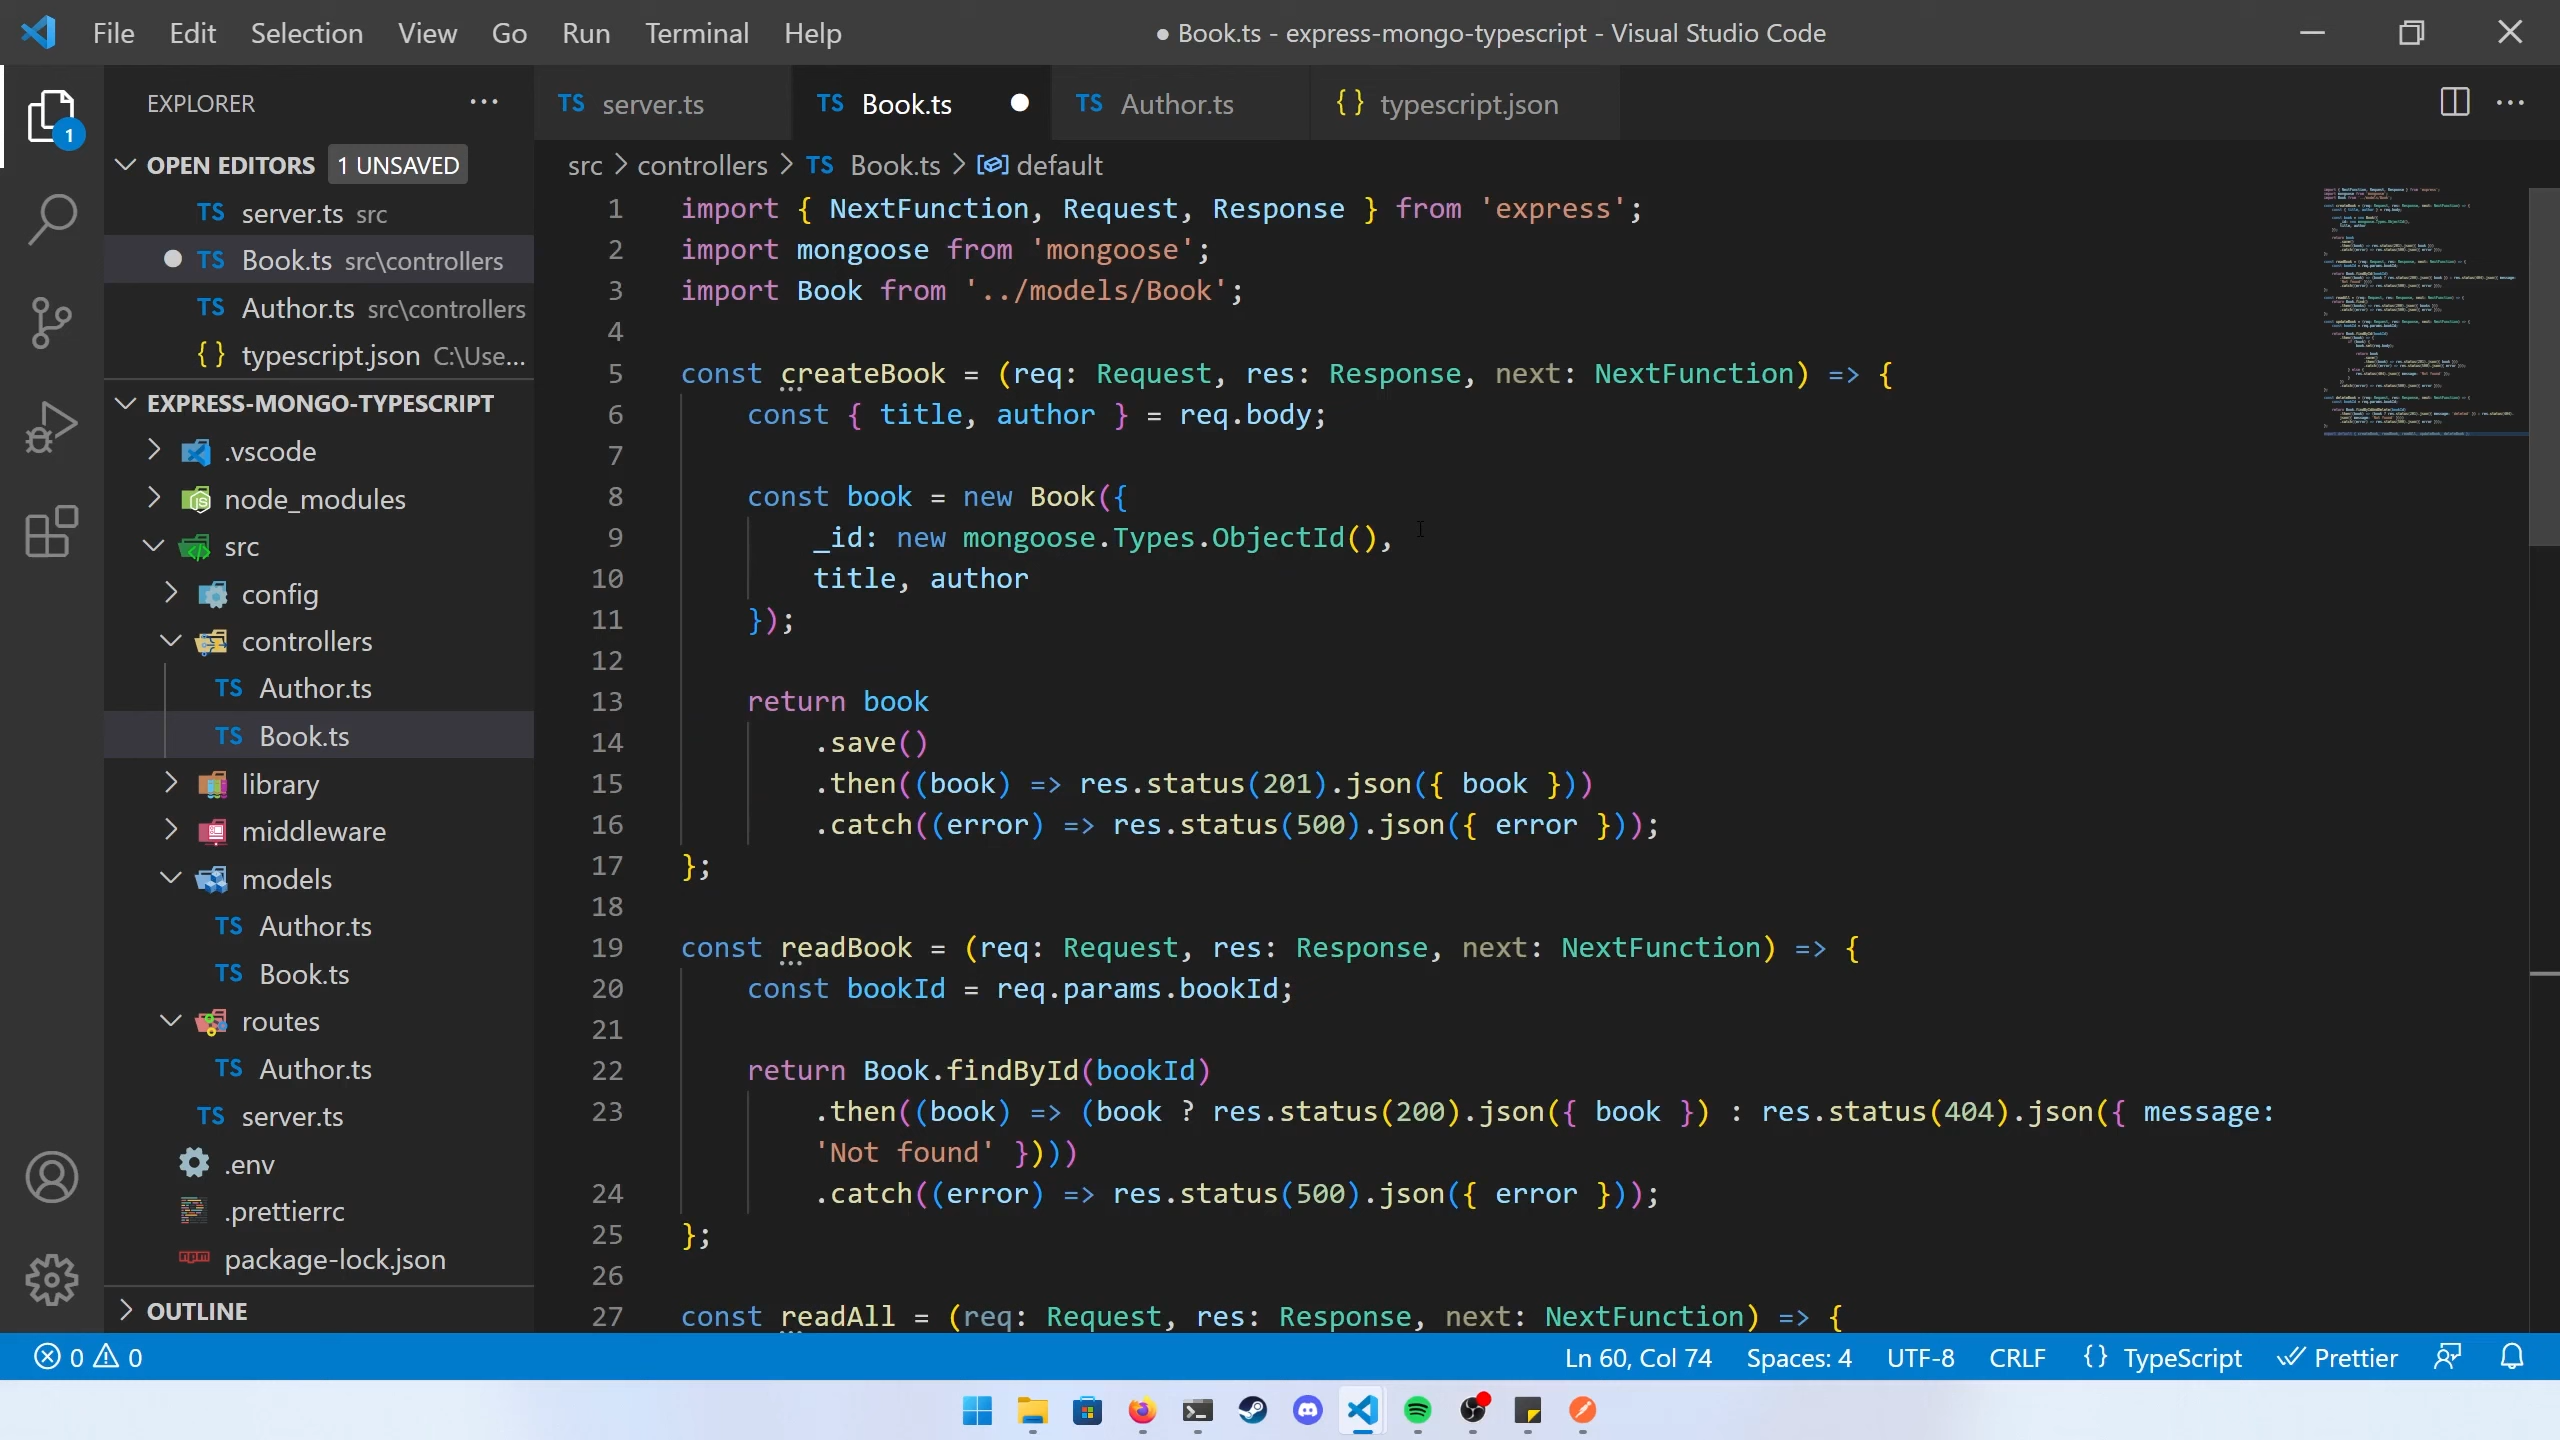 File Edit Selection View Go Run Terminal Help
● Book.ts - express-mongo-typescript - Visual Studio Code
EXPLORER
OPEN EDITORS 1 UNSAVED
TS server.ts src
● TS Book.ts src\controllers
TS Author.ts src\controllers
{ } typescript.json C:\Use...
EXPRESS-MONGO-TYPESCRIPT
.vscode
node_modules
src
config
controllers
TS Author.ts
TS Book.ts
library
middleware
models
TS Author.ts
TS Book.ts
routes
TS Author.ts
TS server.ts
.env
.prettierrc
package-lock.json
OUTLINE
TS server.ts
TS Book.ts
TS Author.ts
{ } typescript.json
src > controllers > TS Book.ts > default
1 import { NextFunction, Request, Response } from 'express';
2 import mongoose from 'mongoose';
3 import Book from '../models/Book';
4
5 const createBook = (req: Request, res: Response, next: NextFunction) => {
6 const { title, author } = req.body;
7
8 const book = new Book({
9 _id: new mongoose.Types.ObjectId(),
10 title, author
11 });
12
13 return book
14 .save()
15 .then((book) => res.status(201).json({ book }))
16 .catch((error) => res.status(500).json({ error }));
17 };
18
19 const readBook = (req: Request, res: Response, next: NextFunction) => {
20 const bookId = req.params.bookId;
21
22 return Book.findById(bookId)
23 .then((book) => (book ? res.status(200).json({ book }) : res.status(404).json({ message:
'Not found' })))
24 .catch((error) => res.status(500).json({ error }));
25 };
26
27 const readAll = (req: Request, res: Response, next: NextFunction) => {
0 0
Ln 60, Col 74 Spaces: 4 UTF-8 CRLF { } TypeScript Prettier
1